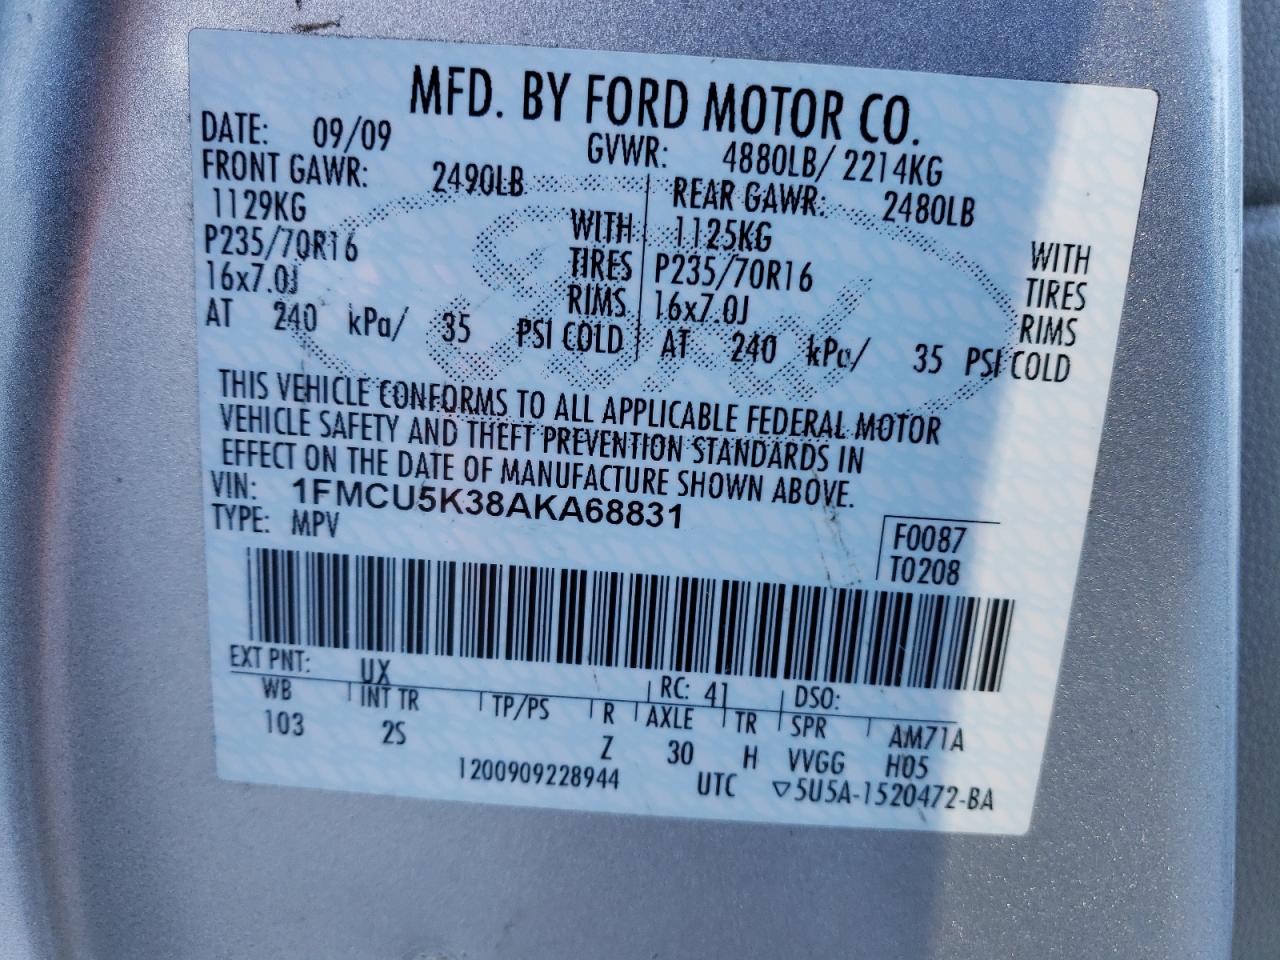 MFD. BY FORD MOTOR CO.
DATE: 09/09 GVWR: 4880LB/ 2214KG
FRONT GAWR: 2490LB REAR GAWR: 2480LB
1129KG WITH 1125KG WITH
P235/70R16 TIRES P235/70R16 TIRES
16x7.0J RIMS 16x7.0J RIMS
AT 240 kPa/ 35 PSI COLD AT 240 kPa/ 35 PSI COLD
THIS VEHICLE CONFORMS TO ALL APPLICABLE FEDERAL MOTOR
VEHICLE SAFETY AND THEFT PREVENTION STANDARDS IN
EFFECT ON THE DATE OF MANUFACTURE SHOWN ABOVE.
VIN: 1FMCU5K38AKA68831
TYPE: MPV
F0087
T0208
EXT PNT: UX RC: 41 DSO:
WB INT TR TP/PS R AXLE TR SPR AM71A
103 2S Z 30 H VVGG H05
1200909228944 UTC ▽5U5A-1520472-BA